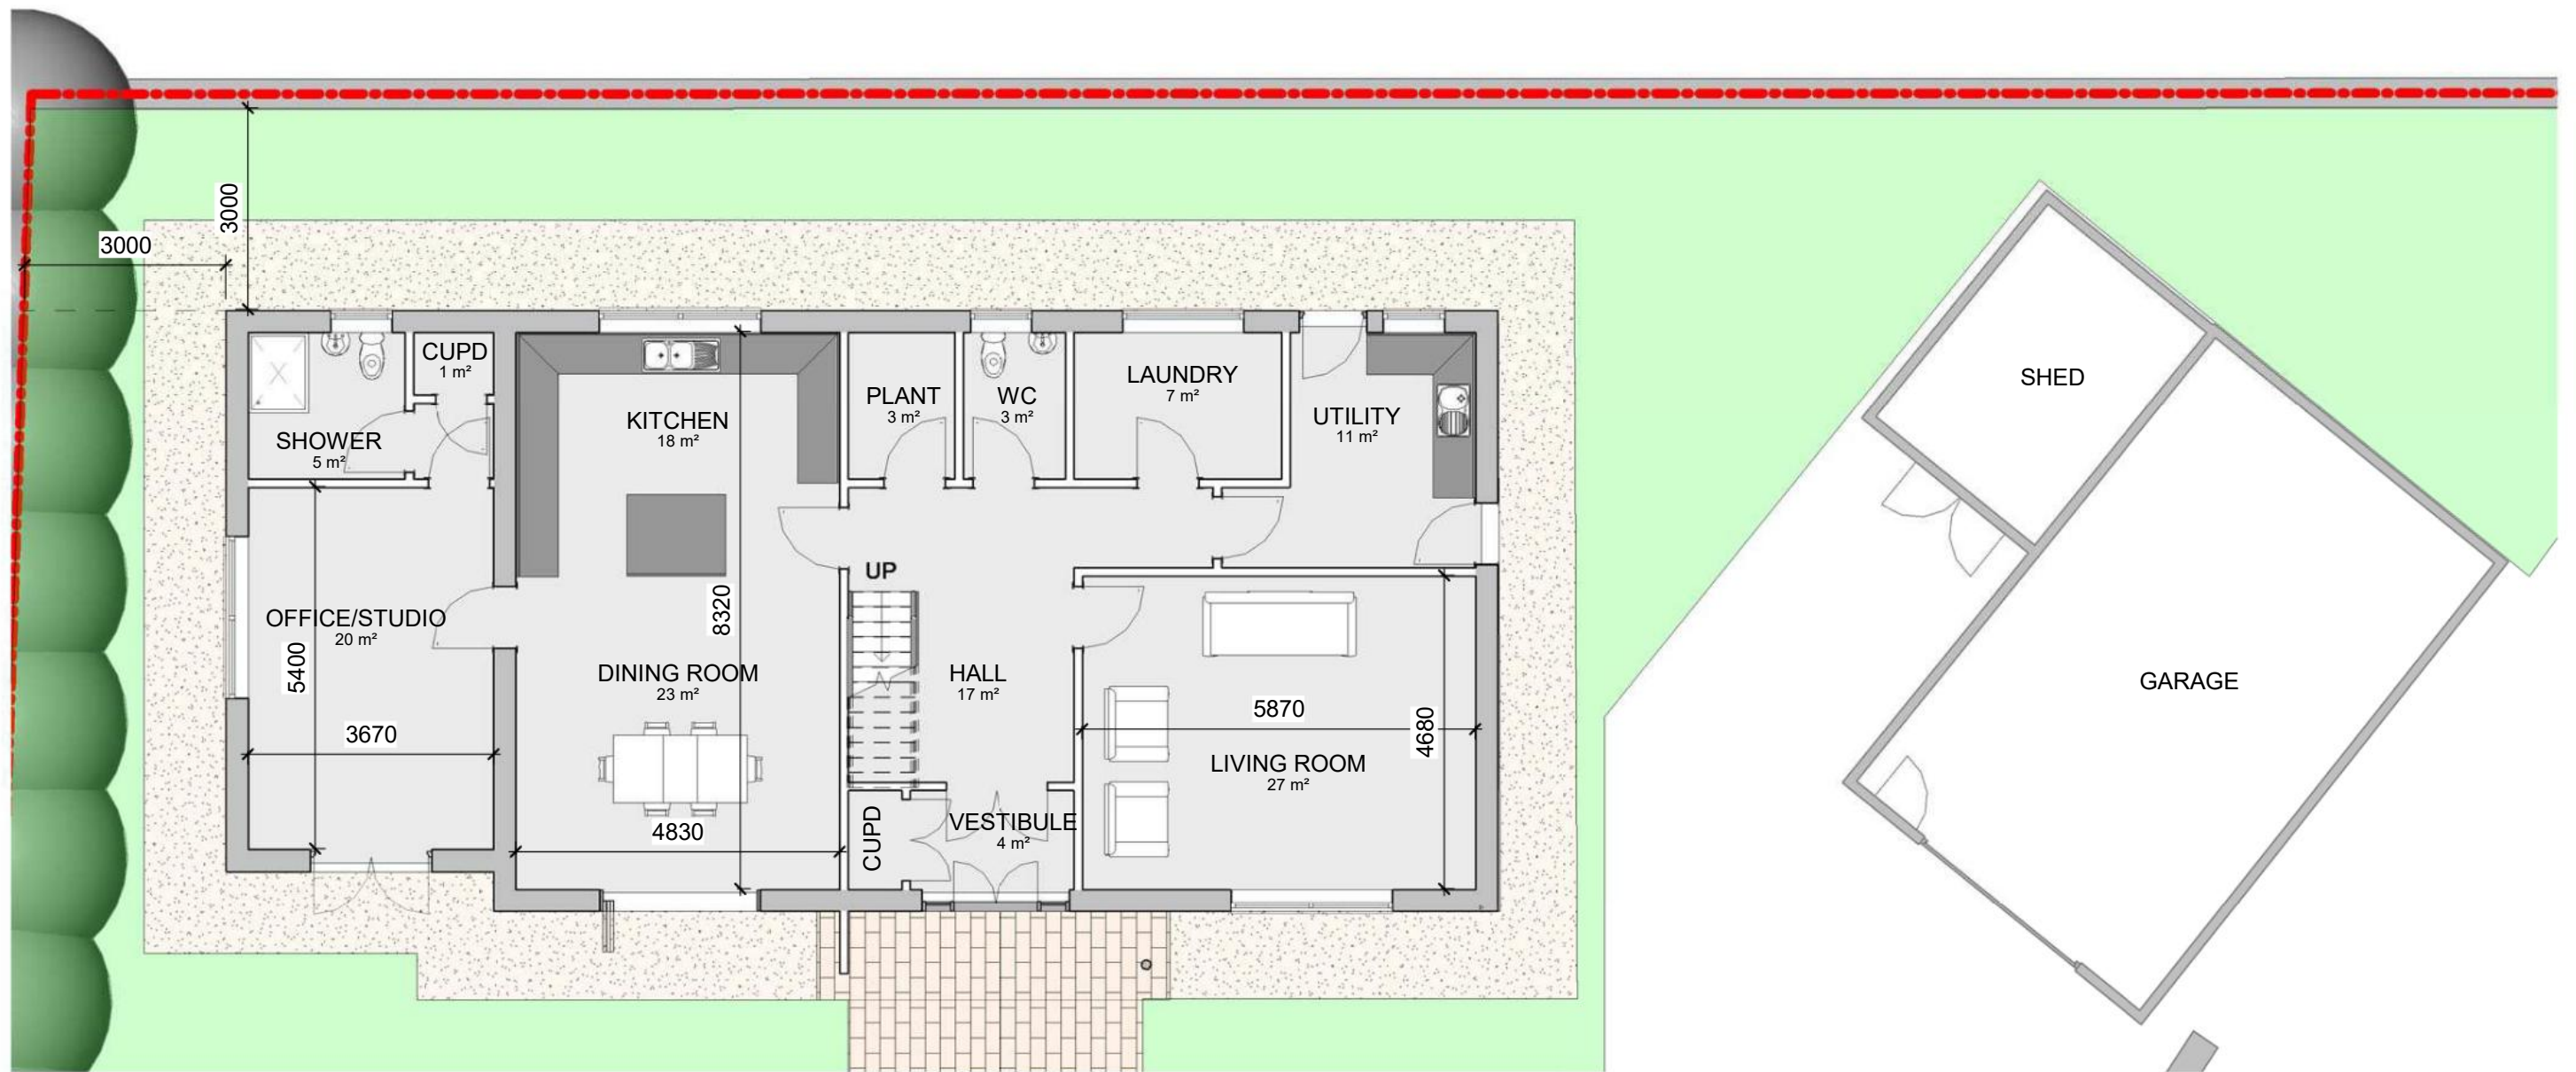 3000
3000
CUPD
1 m²
SHOWER
5 m²
KITCHEN
18 m²
PLANT
3 m²
WC
3 m²
LAUNDRY
7 m²
UTILITY
11 m²
SHED
UP
8320
OFFICE/STUDIO
20 m²
5400
3670
DINING ROOM
23 m²
4830
HALL
17 m²
CUPD
VESTIBULE
4 m²
5870
4680
LIVING ROOM
27 m²
GARAGE